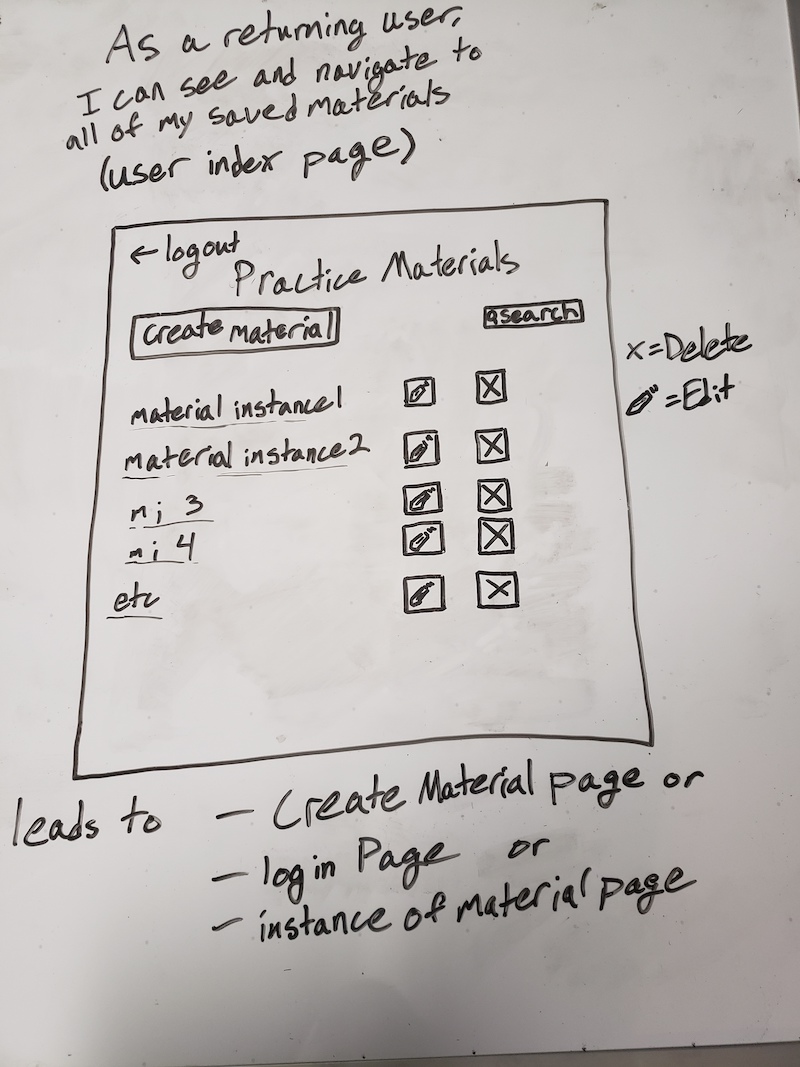 As a returning user,
I can see and navigate to
all of my saved materials
(user index page)
← logout
Practice Materials
create material
search
x = Delete
= Edit
material instance 1
material instance 2
mi 3
mi 4
etc
leads to - Create Material page or
- login Page or
- instance of material page